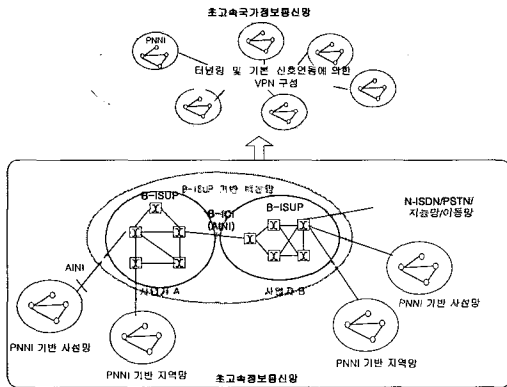 초고속국가정보통신망
PNNI
터널링 및 기본 신호연동에 의한
VPN 구성
B-ISUP 기반 백본망
B-ISUP
B-ICI
(AINI)
B-ISUP
N-ISDN/PSTN/
지능망/이동망
AINI
사업자 A
사업자 B
PNNI 기반 사설망
PNNI 기반 사설망
PNNI 기반 지역망
PNNI 기반 지역망
초고속정보통신망